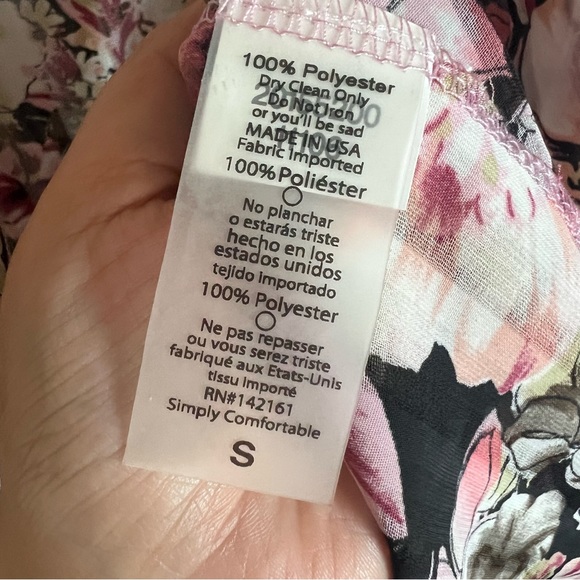 100% Polyester
Dry Clean Only
Do Not Iron
or you'll be sad
MADE IN USA
Fabric Imported
100% Poliéster
No planchar
o estarás triste
hecho en los
estados unidos
tejido importado
100% Polyester
Ne pas repasser
ou vous serez triste
fabriqué aux Etats-Unis
tissu importé
RN#142161
Simply Comfortable
S